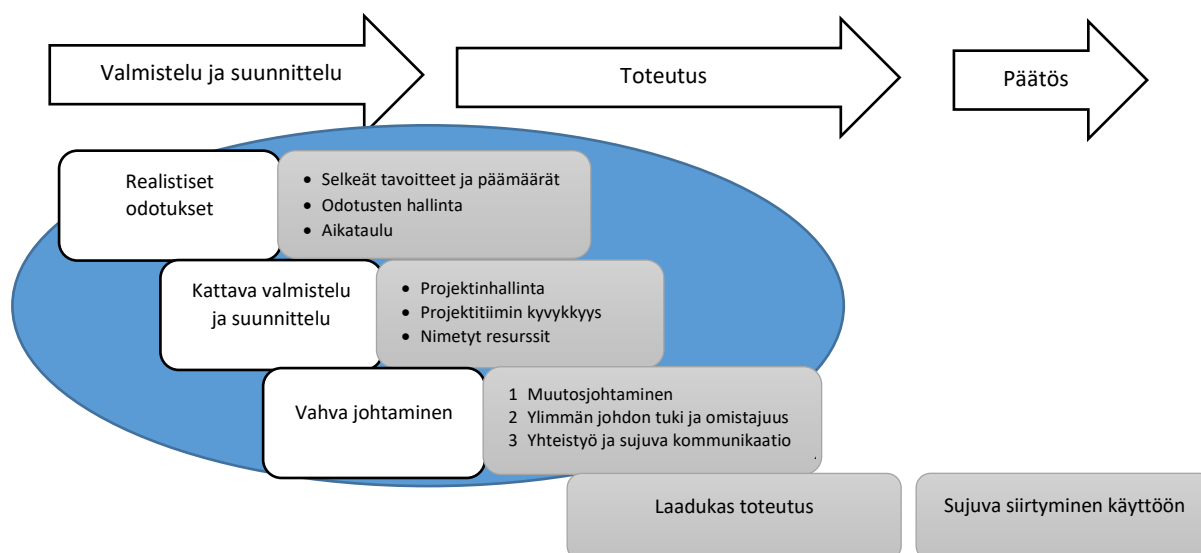 Valmistelu ja suunnittelu
Toteutus
Päätös
Realistiset
odotukset
• Selkeät tavoitteet ja päämäärät
• Odotusten hallinta
• Aikataulu
Kattava valmistelu
ja suunnittelu
• Projektinhallinta
• Projektitiimin kyvykkyys
• Nimetyt resurssit
Vahva johtaminen
1 Muutosjohtaminen
2 Ylimmän johdon tuki ja omistajuus
3 Yhteistyö ja sujuva kommunikaatio
.
Laadukas toteutus
Sujuva siirtyminen käyttöön